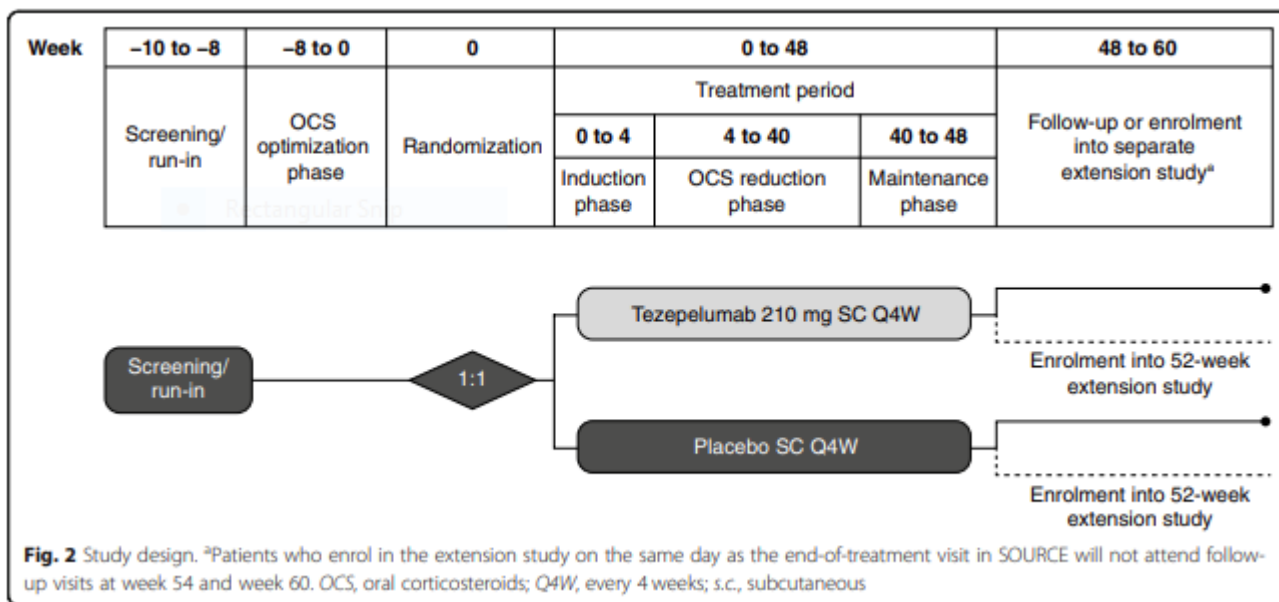 Week −10 to −8 −8 to 0 0 0 to 48 48 to 60
Screening/
run-in
OCS
optimization
phase
Randomization
Treatment period
0 to 4 4 to 40 40 to 48
Induction
phase
OCS reduction
phase
Maintenance
phase
Follow-up or enrolment
into separate
extension studyᵃ
Rectangular Snip
Screening/
run-in
1:1
Tezepelumab 210 mg SC Q4W
Enrolment into 52-week
extension study
Placebo SC Q4W
Enrolment into 52-week
extension study
Fig. 2 Study design. ᵃPatients who enrol in the extension study on the same day as the end-of-treatment visit in SOURCE will not attend follow-
up visits at week 54 and week 60. OCS, oral corticosteroids; Q4W, every 4 weeks; s.c., subcutaneous